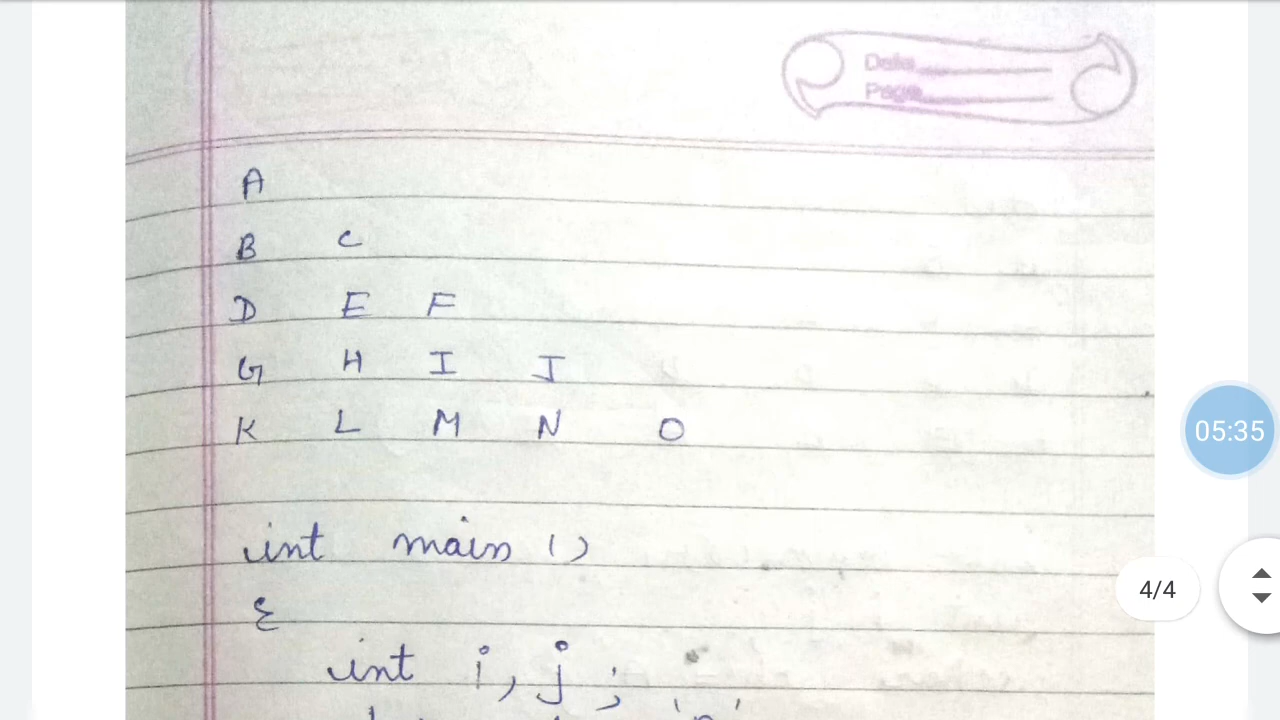 Date
Page
A
B C
D E F
G H I J
K L M N O
int main ()
{
int i, j ;
05:35
4/4